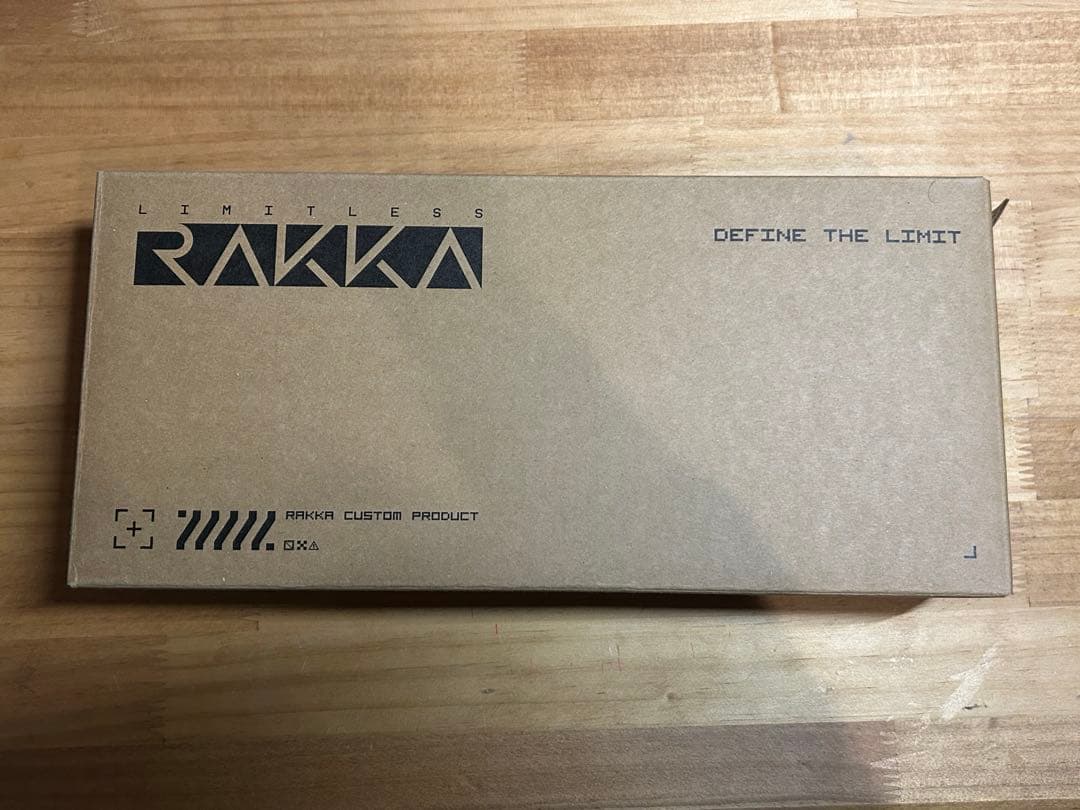 LIMITLESS
RAKKA
DEFINE THE LIMIT
RAKKA CUSTOM PRODUCT